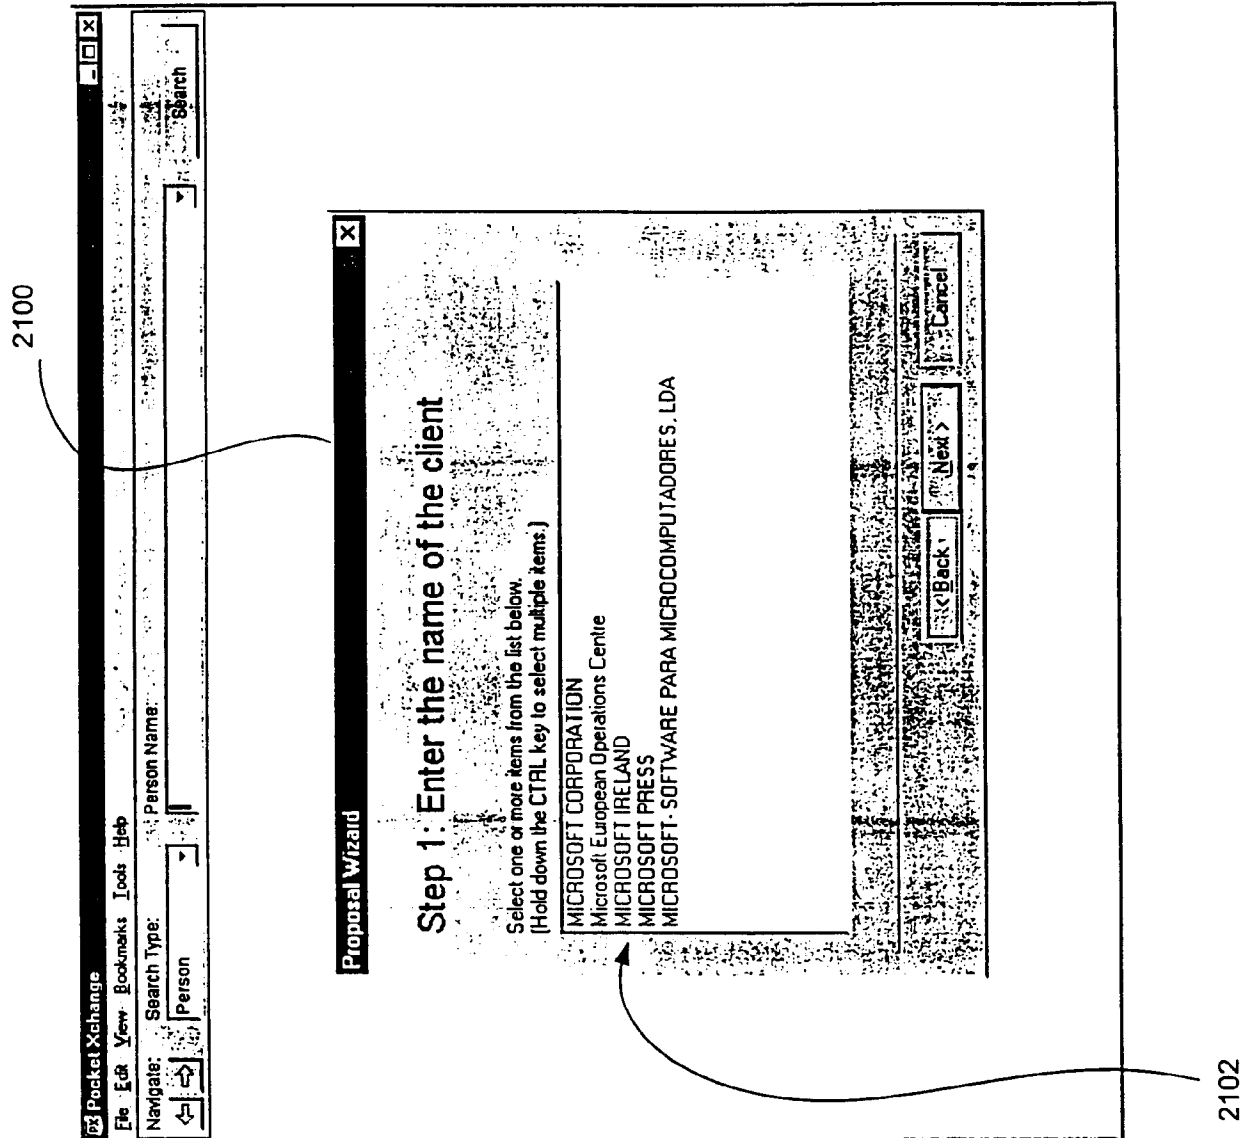 2100
PX Pocket Xchange
File Edit View Bookmarks Tools Help
Navigate: Search Type: Person Name:
Person Search
Proposal Wizard
Step 1: Enter the name of the client
Select one or more items from the list below.
(Hold down the CTRL key to select multiple items.)
MICROSOFT CORPORATION
Microsoft European Operations Centre
MICROSOFT IRELAND
MICROSOFT PRESS
MICROSOFT - SOFTWARE PARA MICROCOMPUTADORES, LDA
< Back Next > Cancel
2102